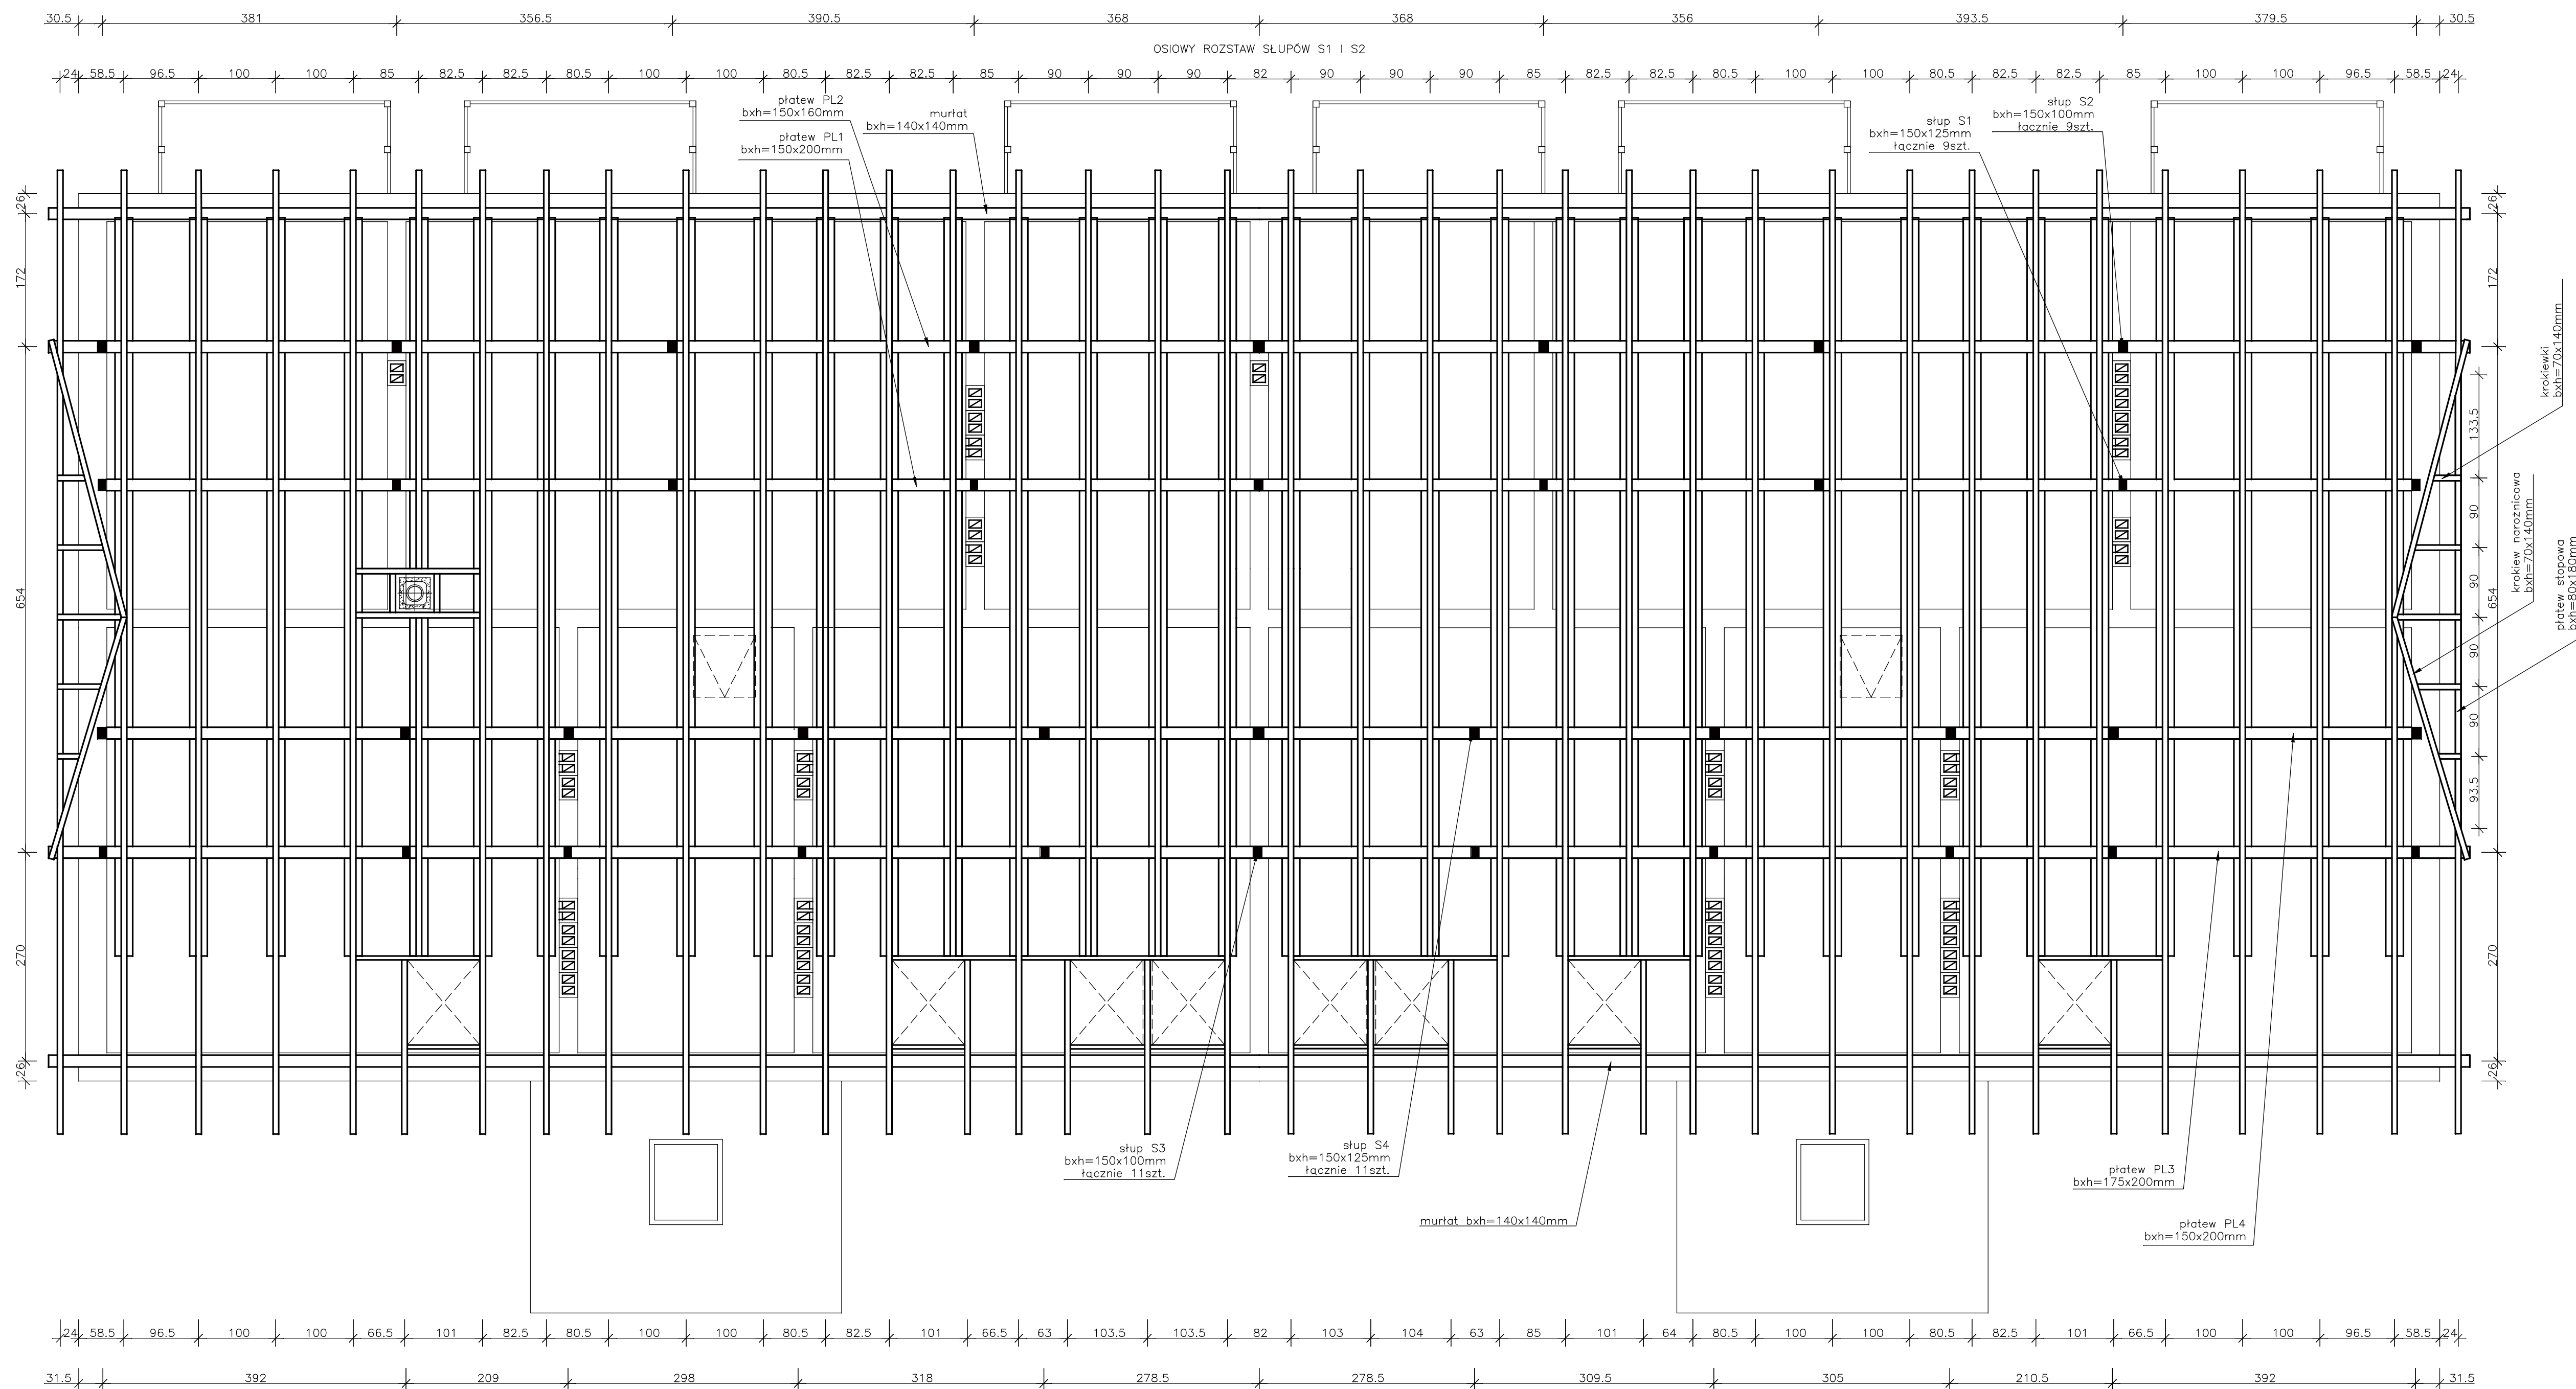 30.5 381 356.5 390.5 368 368 356 393.5 379.5 30.5
OSIOWY ROZSTAW SŁUPÓW S1 I S2
24 58.5 96.5 100 100 85 82.5 82.5 80.5 100 100 80.5 82.5 82.5 85 90 90 90 82 90 90 90 85 82.5 82.5 80.5 100 100 80.5 82.5 82.5 85 100 100 96.5 58.5 24
płatew PL2
bxh=150x160mm
płatew PL1
bxh=150x200mm
murłat
bxh=140x140mm
słup S1
bxh=150x125mm
łącznie 9szt.
słup S2
bxh=150x100mm
łacznie 9szt.
26
172
654
270
26
26
172
654
270
26
133.5
90
90
90
90
93.5
krokiewki
bxh=70x140mm
krokiew narożnicowa
bxh=70x140mm
płatew stopowa
bxh=80x180mm
słup S3
bxh=150x100mm
łącznie 11szt.
słup S4
bxh=150x125mm
łącznie 11szt.
murłat bxh=140x140mm
płatew PL3
bxh=175x200mm
płatew PL4
bxh=150x200mm
24 58.5 96.5 100 100 66.5 101 82.5 80.5 100 100 80.5 82.5 101 66.5 63 103.5 103.5 82 103 104 63 85 101 64 80.5 100 100 80.5 82.5 101 66.5 100 100 96.5 58.5 24
31.5 392 209 298 318 278.5 278.5 309.5 305 210.5 392 31.5